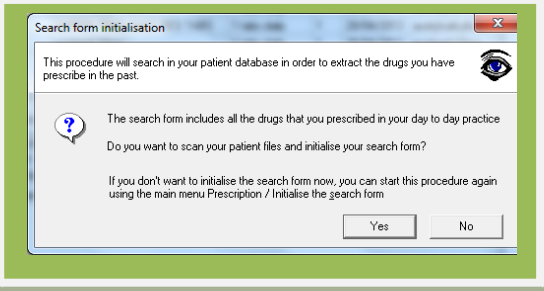 Search form initialisation
This procedure will search in your patient database in order to extract the drugs you have
prescribe in the past.
The search form includes all the drugs that you prescribed in your day to day practice
Do you want to scan your patient files and initialise your search form?
If you don't want to initialise the search form now, you can start this procedure again
using the main menu Prescription / Initialise the search form
Yes No